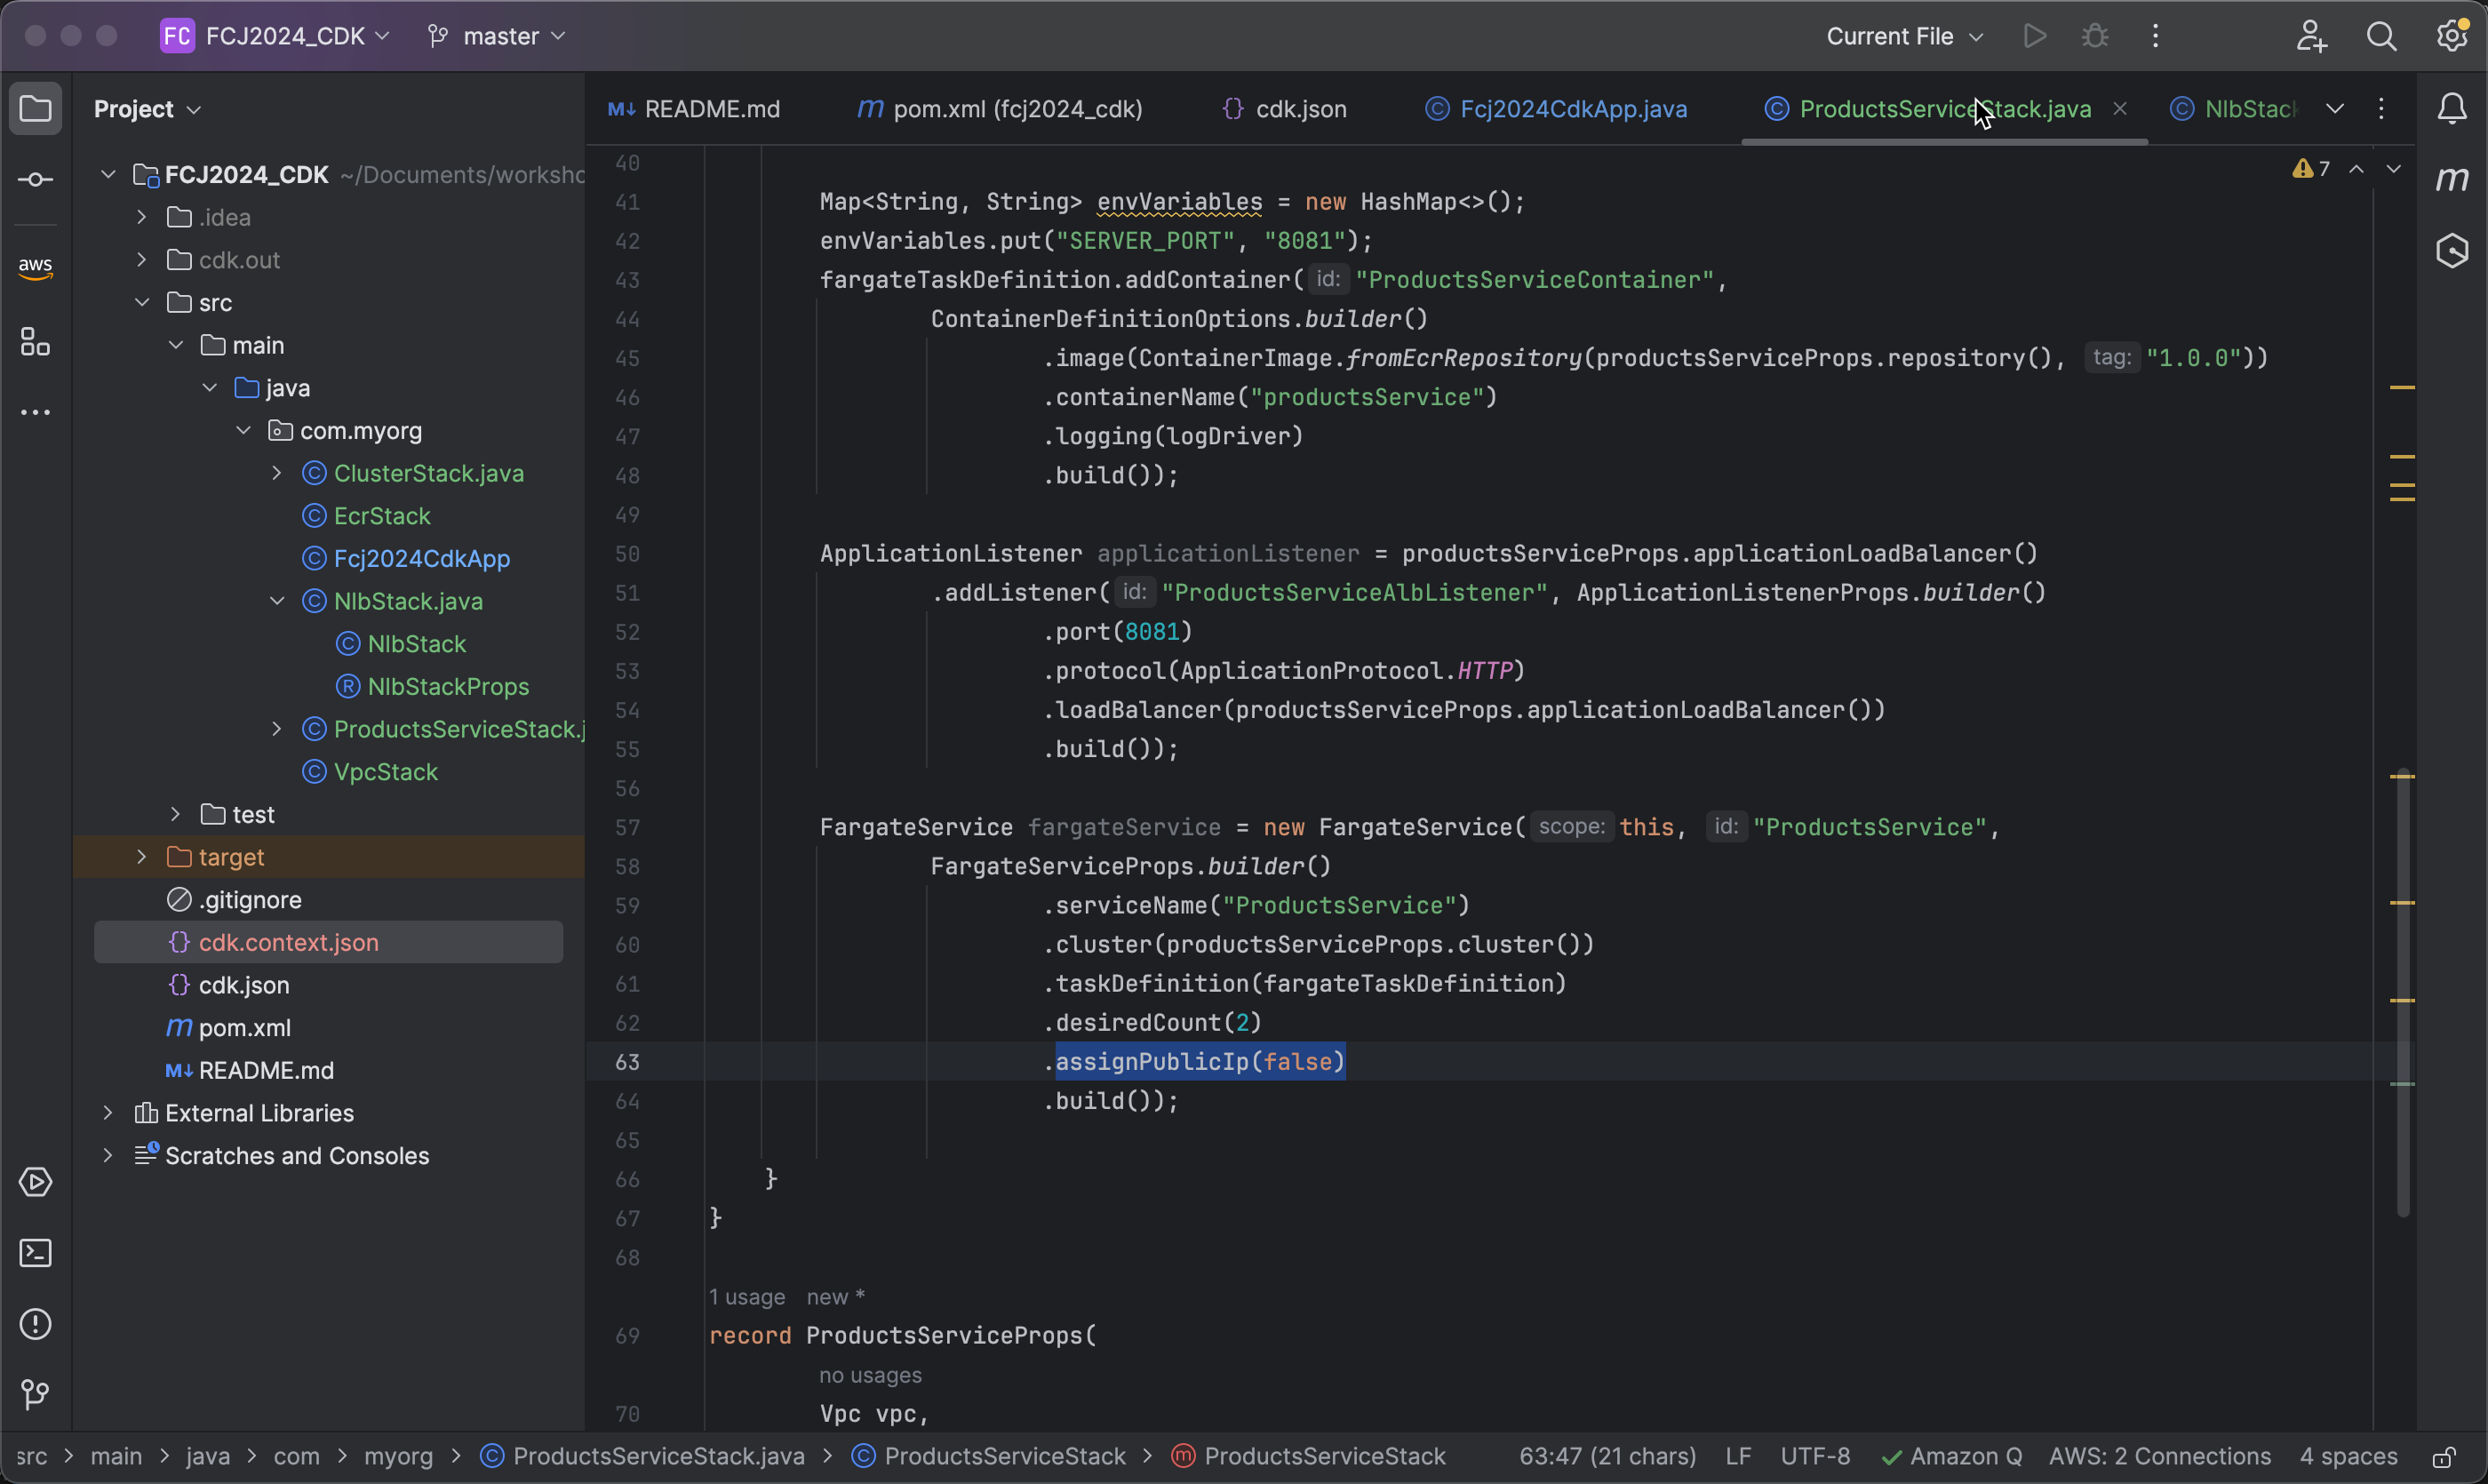 FC FCJ2024_CDK master Current File
Project
README.md pom.xml (fcj2024_cdk) cdk.json Fcj2024CdkApp.java ProductsServiceStack.java NlbStack
FCJ2024_CDK ~/Documents/worksho
.idea
cdk.out
src
main
java
com.myorg
ClusterStack.java
EcrStack
Fcj2024CdkApp
NlbStack.java
NlbStack
NlbStackProps
ProductsServiceStack.j
VpcStack
test
target
.gitignore
cdk.context.json
cdk.json
pom.xml
README.md
External Libraries
Scratches and Consoles
aws
7
40
41 Map<String, String> envVariables = new HashMap<>();
42 envVariables.put("SERVER_PORT", "8081");
43 fargateTaskDefinition.addContainer( id: "ProductsServiceContainer",
44 ContainerDefinitionOptions.builder()
45 .image(ContainerImage.fromEcrRepository(productsServiceProps.repository(), tag: "1.0.0"))
46 .containerName("productsService")
47 .logging(logDriver)
48 .build());
49
50 ApplicationListener applicationListener = productsServiceProps.applicationLoadBalancer()
51 .addListener( id: "ProductsServiceAlbListener", ApplicationListenerProps.builder()
52 .port(8081)
53 .protocol(ApplicationProtocol.HTTP)
54 .loadBalancer(productsServiceProps.applicationLoadBalancer())
55 .build());
56
57 FargateService fargateService = new FargateService( scope: this, id: "ProductsService",
58 FargateServiceProps.builder()
59 .serviceName("ProductsService")
60 .cluster(productsServiceProps.cluster())
61 .taskDefinition(fargateTaskDefinition)
62 .desiredCount(2)
63 .assignPublicIp(false)
64 .build());
65
66 }
67 }
68
1 usage new *
69 record ProductsServiceProps(
no usages
70 Vpc vpc,
src > main > java > com > myorg > ProductsServiceStack.java > ProductsServiceStack > ProductsServiceStack 63:47 (21 chars) LF UTF-8 Amazon Q AWS: 2 Connections 4 spaces